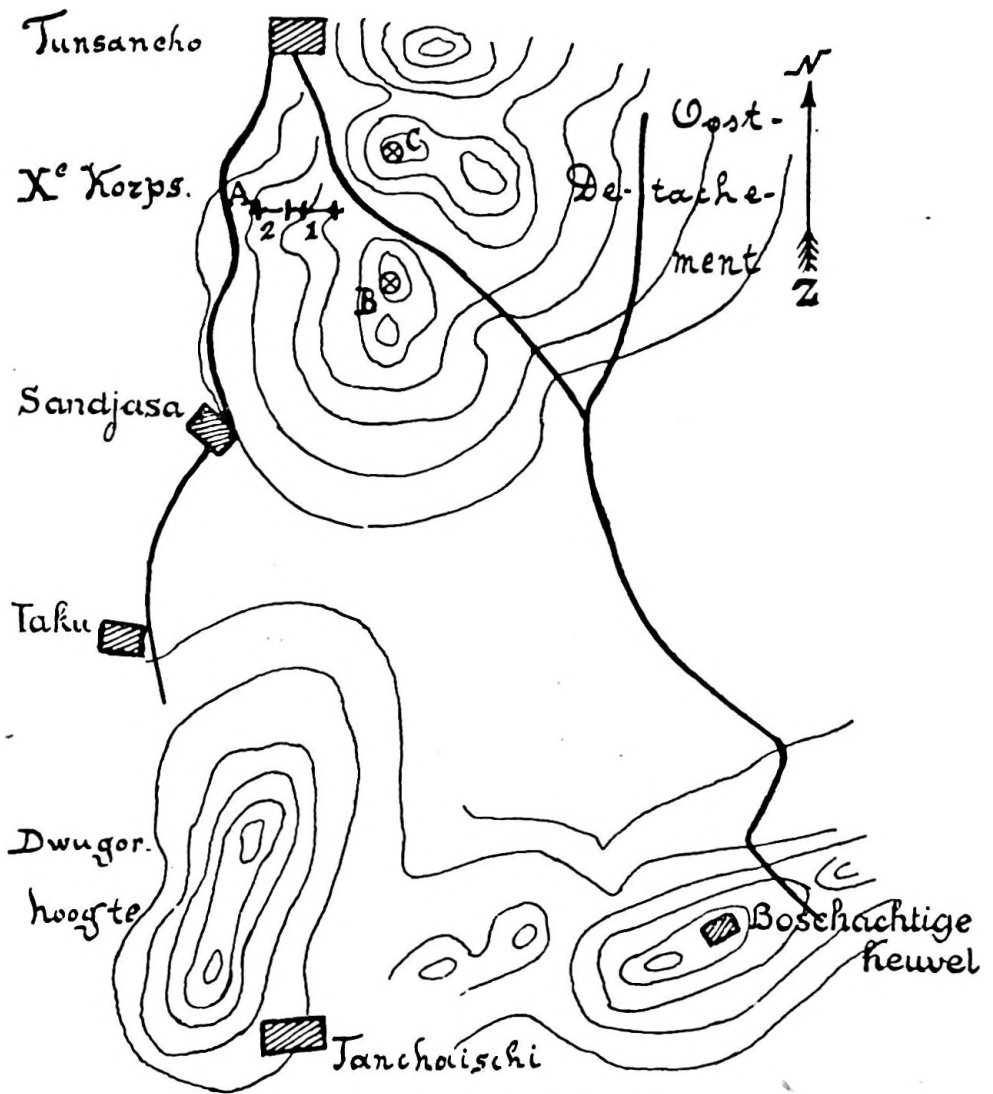 Tunsancho
N
C
Oost-
Xe Korps.
A
De-tache-
2 1
ment
B
Z
Sandjasa
Taku
Dwugor-
hoogte
Boschachtige
heuvel
Tanchaischi